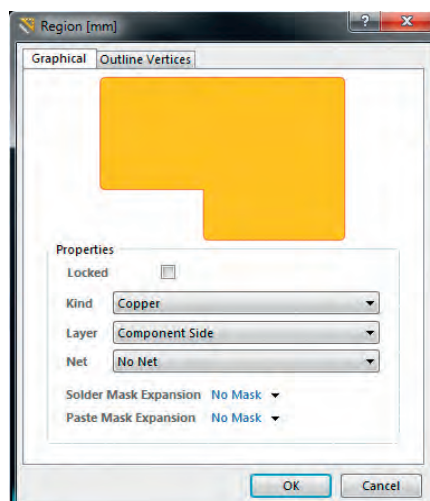 Region [mm]
Graphical
Outline Vertices
Properties
Locked
Kind Copper
Layer Component Side
Net No Net
Solder Mask Expansion No Mask
Paste Mask Expansion No Mask
OK Cancel